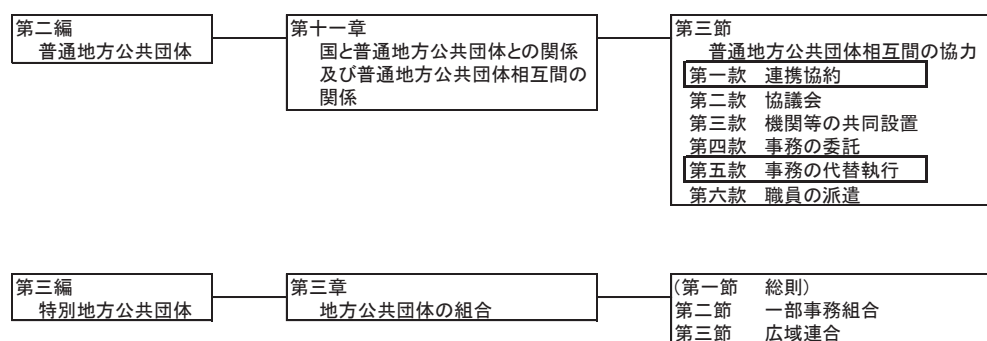 第二編
普通地方公共団体
第十一章
国と普通地方公共団体との関係
及び普通地方公共団体相互間の
関係
第三節
普通地方公共団体相互間の協力
第一款 連携協約
第二款 協議会
第三款 機関等の共同設置
第四款 事務の委託
第五款 事務の代替執行
第六款 職員の派遣
第三編
特別地方公共団体
第三章
地方公共団体の組合
(第一節 総則)
第二節 一部事務組合
第三節 広域連合